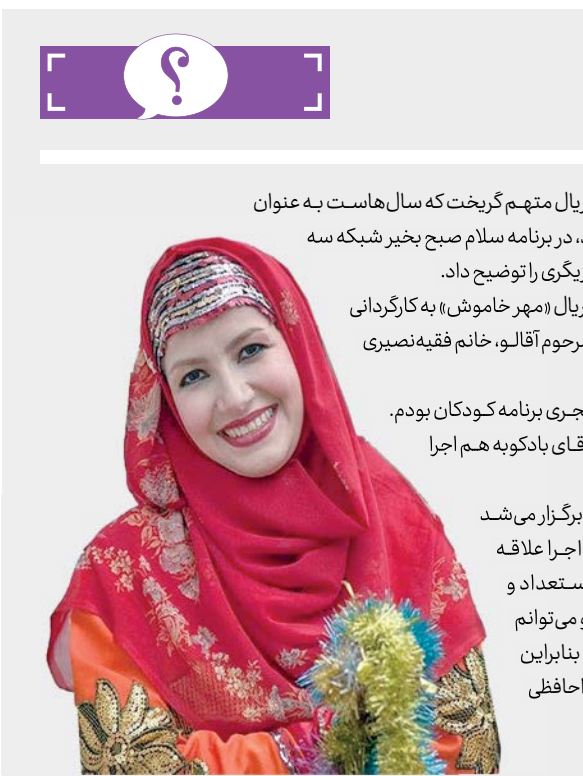 ؟
ریال متهم گریخت که سال‌هاست به عنوان
در برنامه سلام صبح بخیر شبکه سه
یگری را توضیح داد.
ریال «مهر خاموش» به کارگردانی
رحوم آقالو، خانم فقیه‌نصیری
جری برنامه کودکان بودم.
قای بادکوبه هم اجرا
برگزار می‌شد
اجرا علاقه
ستعداد و
و می‌توانم
بنابراین
احافظی